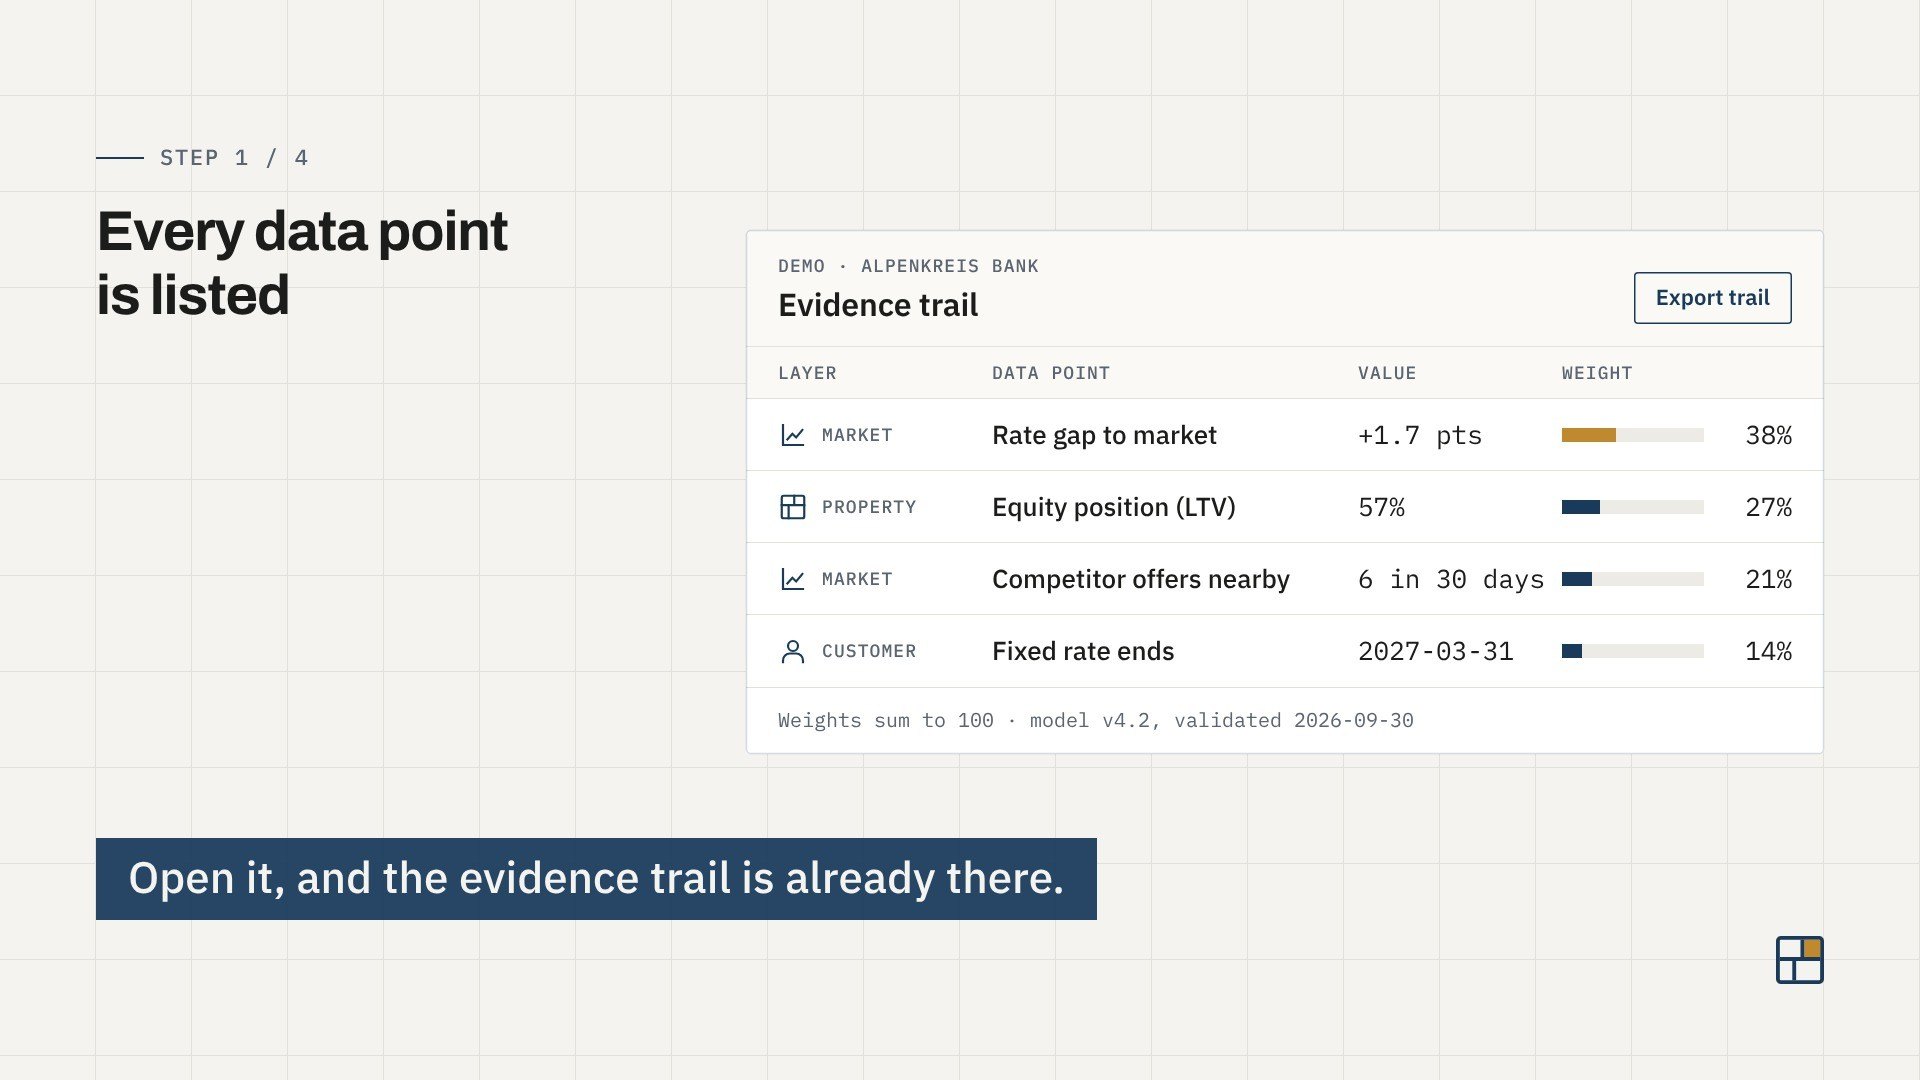 STEP 1 / 4
Every data point
is listed
DEMO · ALPENKREIS BANK
Evidence trail
Export trail
LAYER DATA POINT VALUE WEIGHT
MARKET Rate gap to market +1.7 pts 38%
PROPERTY Equity position (LTV) 57% 27%
MARKET Competitor offers nearby 6 in 30 days 21%
CUSTOMER Fixed rate ends 2027-03-31 14%
Weights sum to 100 · model v4.2, validated 2026-09-30
Open it, and the evidence trail is already there.